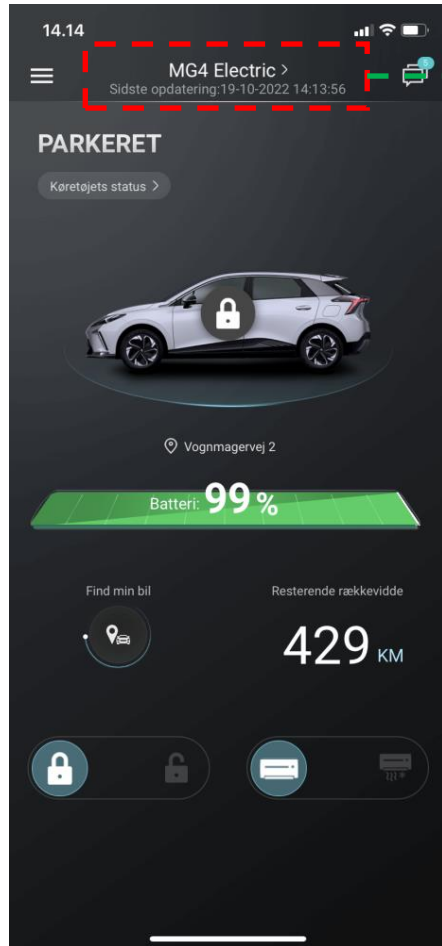 14.14
MG4 Electric >
Sidste opdatering:19-10-2022 14:13:56
5
PARKERET
Køretøjets status >
Vognmagervej 2
Batteri: 99 %
Find min bil
Resterende rækkevidde
429 KM